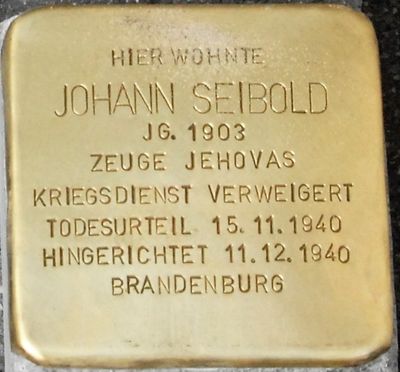 HIER WOHNTE
JOHANN SEIBOLD
JG. 1903
ZEUGE JEHOVAS
KRIEGSDIENST VERWEIGERT
TODESURTEIL 15.11.1940
HINGERICHTET 11.12.1940
BRANDENBURG